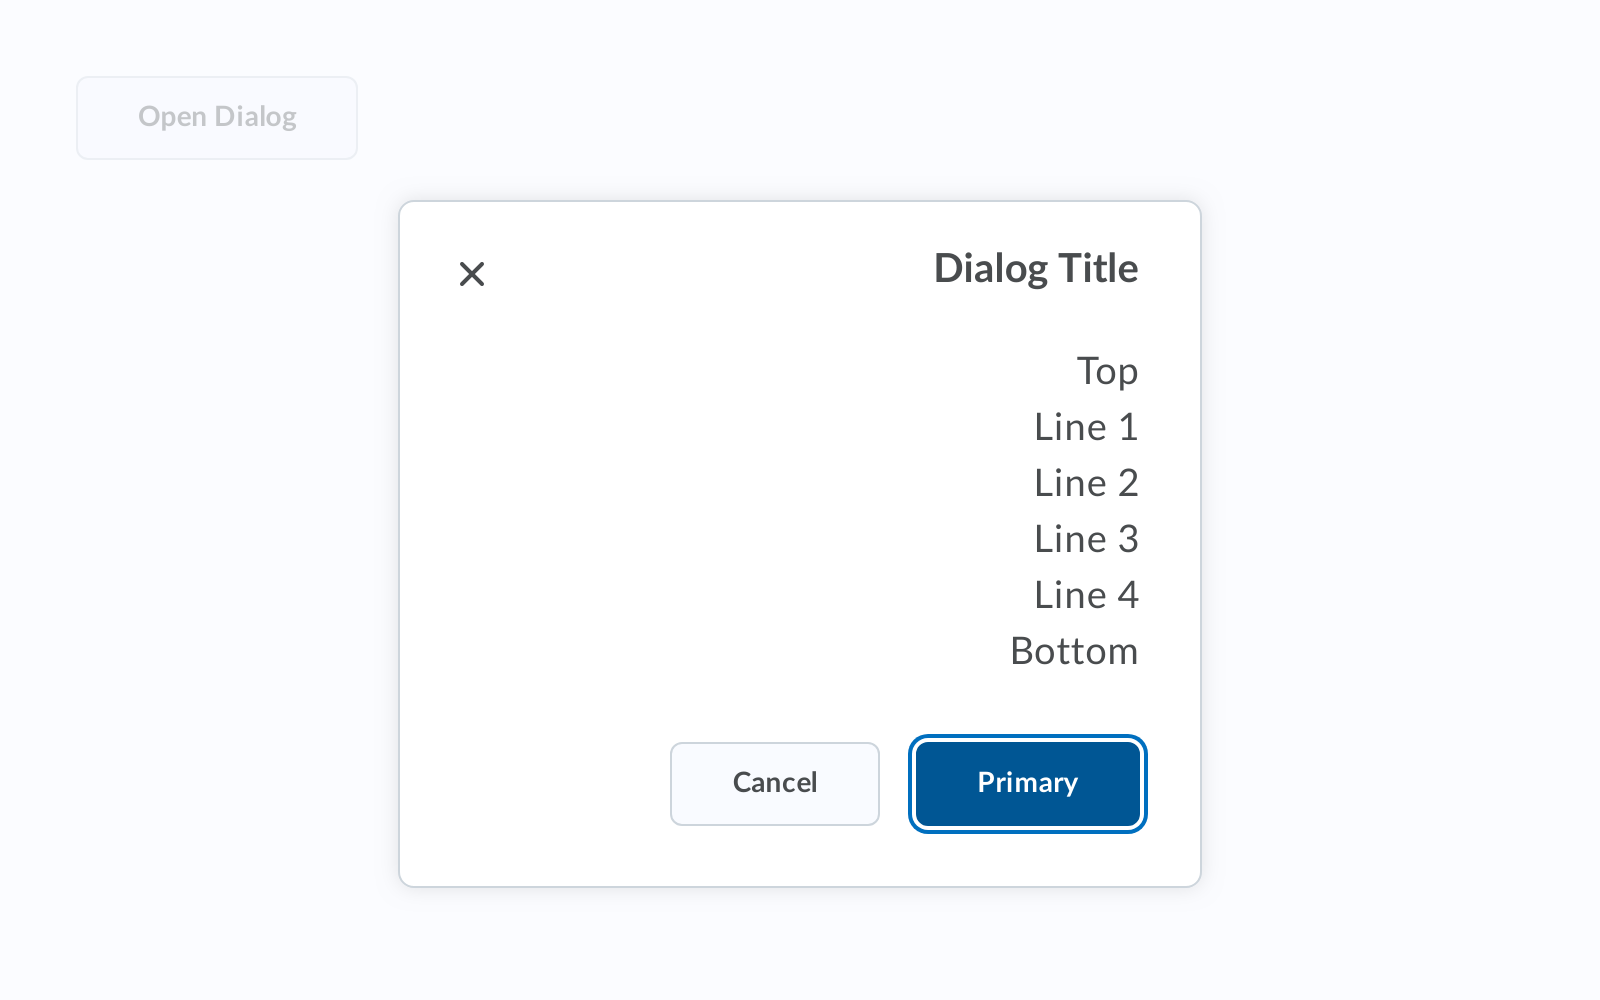 Open Dialog
Dialog Title
Top
Line 1
Line 2
Line 3
Line 4
Bottom
Primary
Cancel